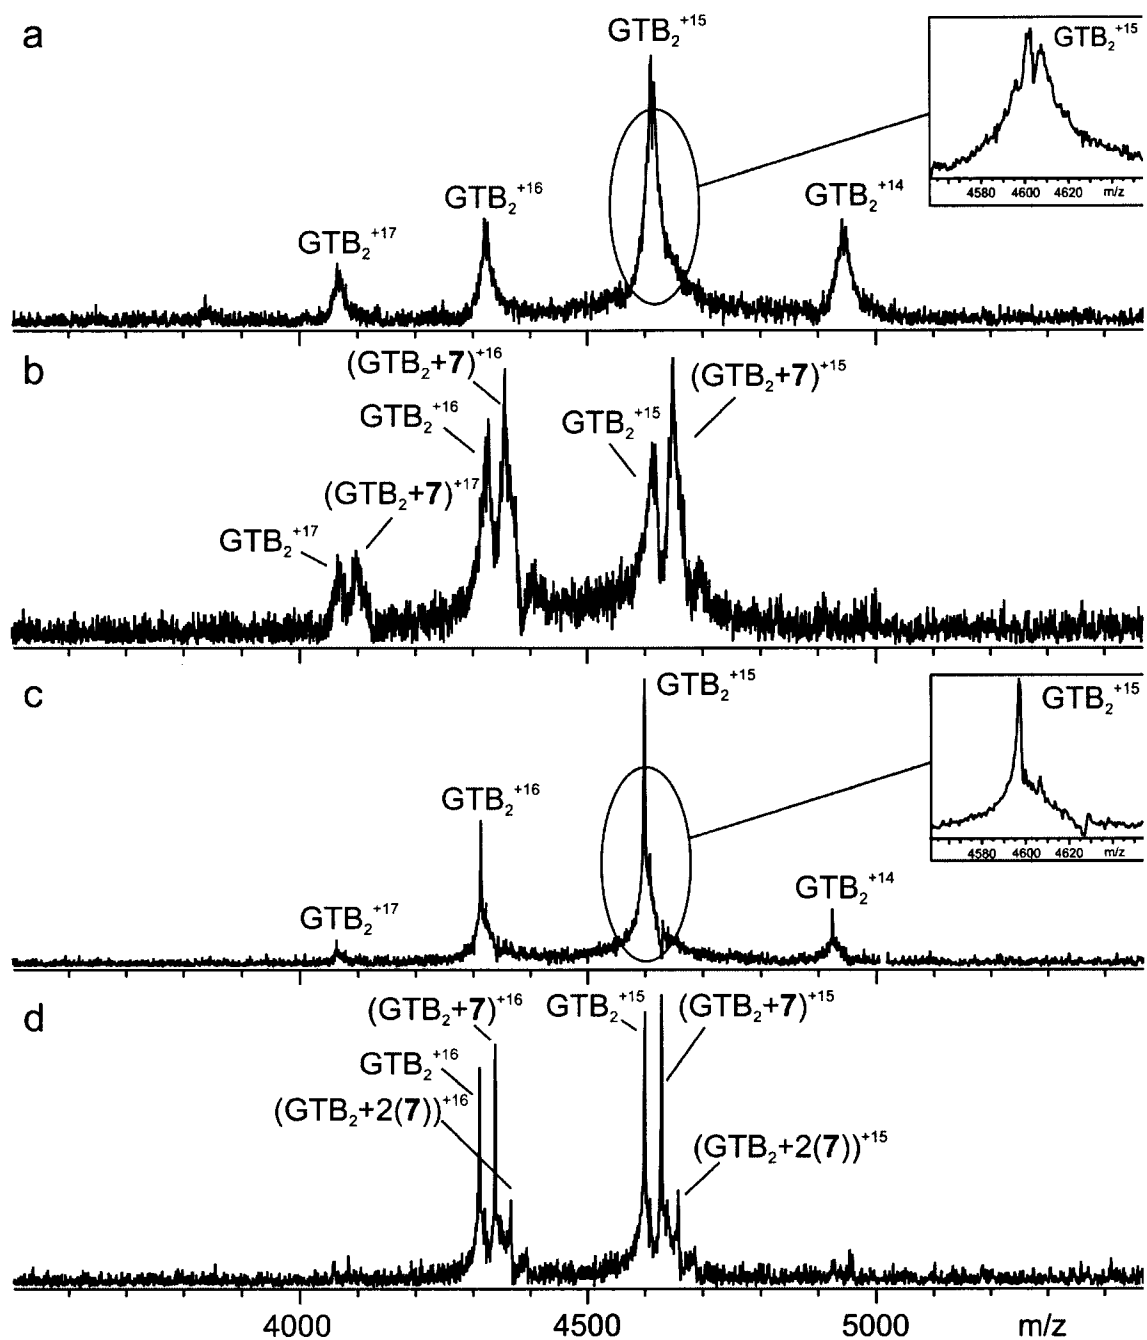 a
GTB₂⁺¹⁵
GTB₂⁺¹⁵
4580 4600 4620 m/z
GTB₂⁺¹⁶
GTB₂⁺¹⁴
GTB₂⁺¹⁷
b
(GTB₂+7)⁺¹⁶
(GTB₂+7)⁺¹⁵
GTB₂⁺¹⁶
GTB₂⁺¹⁵
(GTB₂+7)⁺¹⁷
GTB₂⁺¹⁷
c
GTB₂⁺¹⁵
GTB₂⁺¹⁵
4580 4600 4620 m/z
GTB₂⁺¹⁶
GTB₂⁺¹⁷
GTB₂⁺¹⁴
d
(GTB₂+7)⁺¹⁶
GTB₂⁺¹⁵
(GTB₂+7)⁺¹⁵
GTB₂⁺¹⁶
(GTB₂+2(7))⁺¹⁶
(GTB₂+2(7))⁺¹⁵
4000 4500 5000 m/z